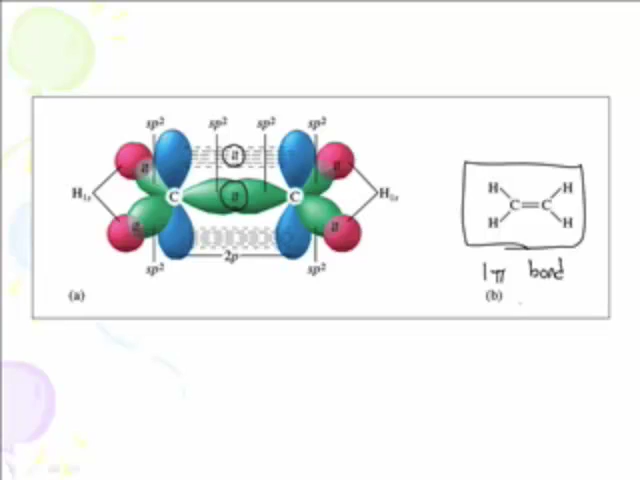 sp² sp² sp² sp²
H1s C C H1s
sp² 2p sp²
(a)
H H
C=C
H H
1π bond
(b)